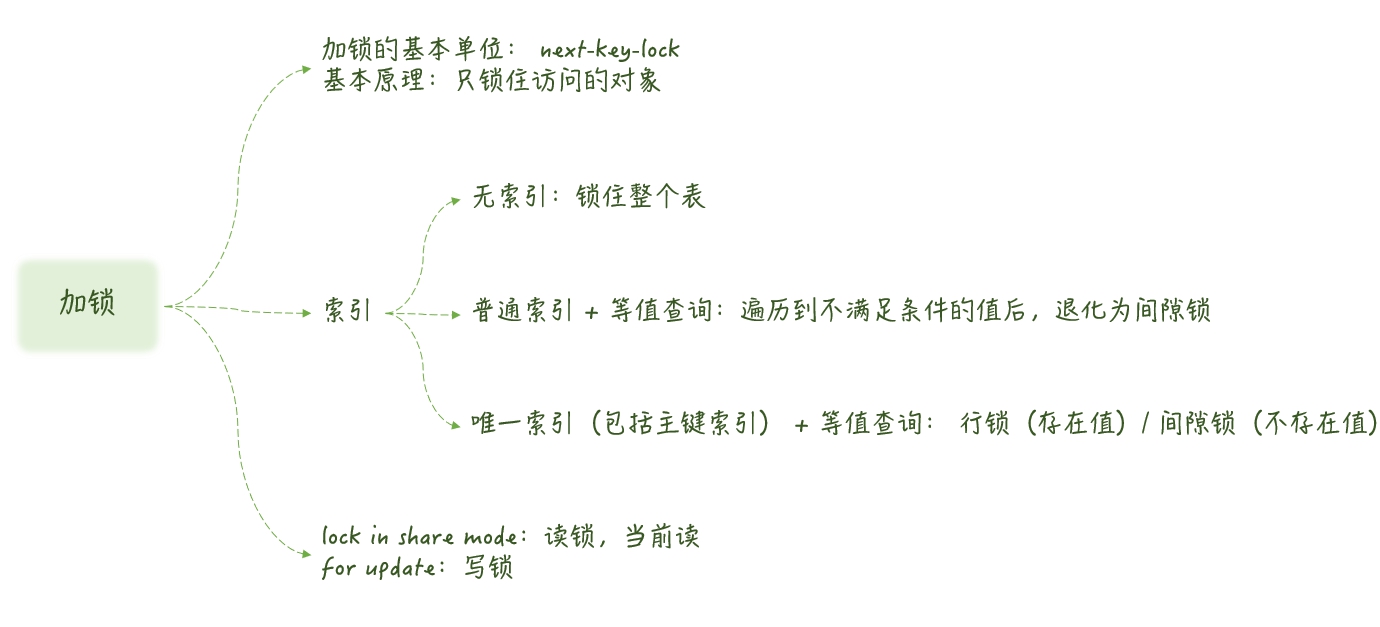 加锁的基本单位： next-key-lock
基本原理：只锁住访问的对象
无索引：锁住整个表
加锁
索引
普通索引 + 等值查询：遍历到不满足条件的值后，退化为间隙锁
唯一索引（包括主键索引） + 等值查询： 行锁（存在值）/ 间隙锁（不存在值）
lock in share mode：读锁，当前读
for update：写锁